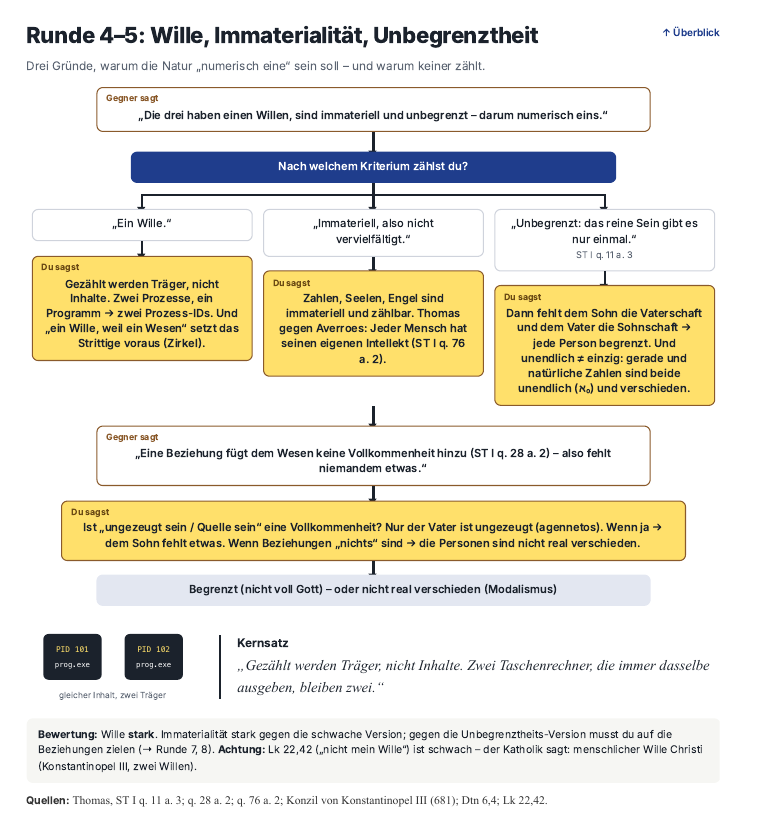 Runde 4–5: Wille, Immaterialität, Unbegrenztheit
↑ Überblick
Drei Gründe, warum die Natur „numerisch eine“ sein soll – und warum keiner zählt.
Gegner sagt
„Die drei haben einen Willen, sind immateriell und unbegrenzt – darum numerisch eins.“
Nach welchem Kriterium zählst du?
„Ein Wille.“
Du sagst
Gezählt werden Träger, nicht
Inhalte. Zwei Prozesse, ein
Programm → zwei Prozess-IDs. Und
„ein Wille, weil ein Wesen“ setzt das
Strittige voraus (Zirkel).
„Immateriell, also nicht
vervielfältigt.“
Du sagst
Zahlen, Seelen, Engel sind
immateriell und zählbar. Thomas
gegen Averroes: Jeder Mensch hat
seinen eigenen Intellekt (ST I q. 76
a. 2).
„Unbegrenzt: das reine Sein gibt es
nur einmal.“
ST I q. 11 a. 3
Du sagst
Dann fehlt dem Sohn die Vaterschaft
und dem Vater die Sohnschaft →
jede Person begrenzt. Und
unendlich ≠ einzig: gerade und
natürliche Zahlen sind beide
unendlich (ℵ₀) und verschieden.
Gegner sagt
„Eine Beziehung fügt dem Wesen keine Vollkommenheit hinzu (ST I q. 28 a. 2) – also fehlt
niemandem etwas.“
Du sagst
Ist „ungezeugt sein / Quelle sein“ eine Vollkommenheit? Nur der Vater ist ungezeugt (agennetos). Wenn ja →
dem Sohn fehlt etwas. Wenn Beziehungen „nichts“ sind → die Personen sind nicht real verschieden.
Begrenzt (nicht voll Gott) – oder nicht real verschieden (Modalismus)
PID 101
prog.exe
PID 102
prog.exe
gleicher Inhalt, zwei Träger
Kernsatz
„Gezählt werden Träger, nicht Inhalte. Zwei Taschenrechner, die immer dasselbe
ausgeben, bleiben zwei.“
Bewertung: Wille stark. Immaterialität stark gegen die schwache Version; gegen die Unbegrenztheits-Version musst du auf die
Beziehungen zielen (→ Runde 7, 8). Achtung: Lk 22,42 („nicht mein Wille“) ist schwach – der Katholik sagt: menschlicher Wille Christi
(Konstantinopel III, zwei Willen).
Quellen: Thomas, ST I q. 11 a. 3; q. 28 a. 2; q. 76 a. 2; Konzil von Konstantinopel III (681); Dtn 6,4; Lk 22,42.